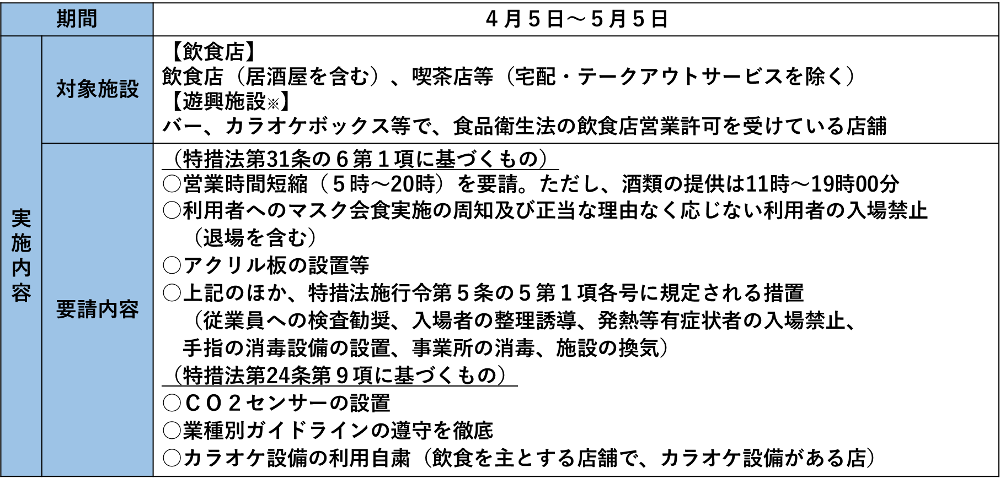 期間
４月５日～５月５日
実施内容
対象施設
【飲食店】
飲食店（居酒屋を含む）、喫茶店等（宅配・テークアウトサービスを除く）
【遊興施設※】
バー、カラオケボックス等で、食品衛生法の飲食店営業許可を受けている店舗
要請内容
（特措法第31条の６第１項に基づくもの）
○営業時間短縮（５時～20時）を要請。ただし、酒類の提供は11時～19時00分
○利用者へのマスク会食実施の周知及び正当な理由なく応じない利用者の入場禁止
（退場を含む）
○アクリル板の設置等
○上記のほか、特措法施行令第５条の５第１項各号に規定される措置
（従業員への検査勧奨、入場者の整理誘導、発熱等有症状者の入場禁止、
手指の消毒設備の設置、事業所の消毒、施設の換気）
（特措法第24条第９項に基づくもの）
○ＣＯ２センサーの設置
○業種別ガイドラインの遵守を徹底
○カラオケ設備の利用自粛（飲食を主とする店舗で、カラオケ設備がある店）